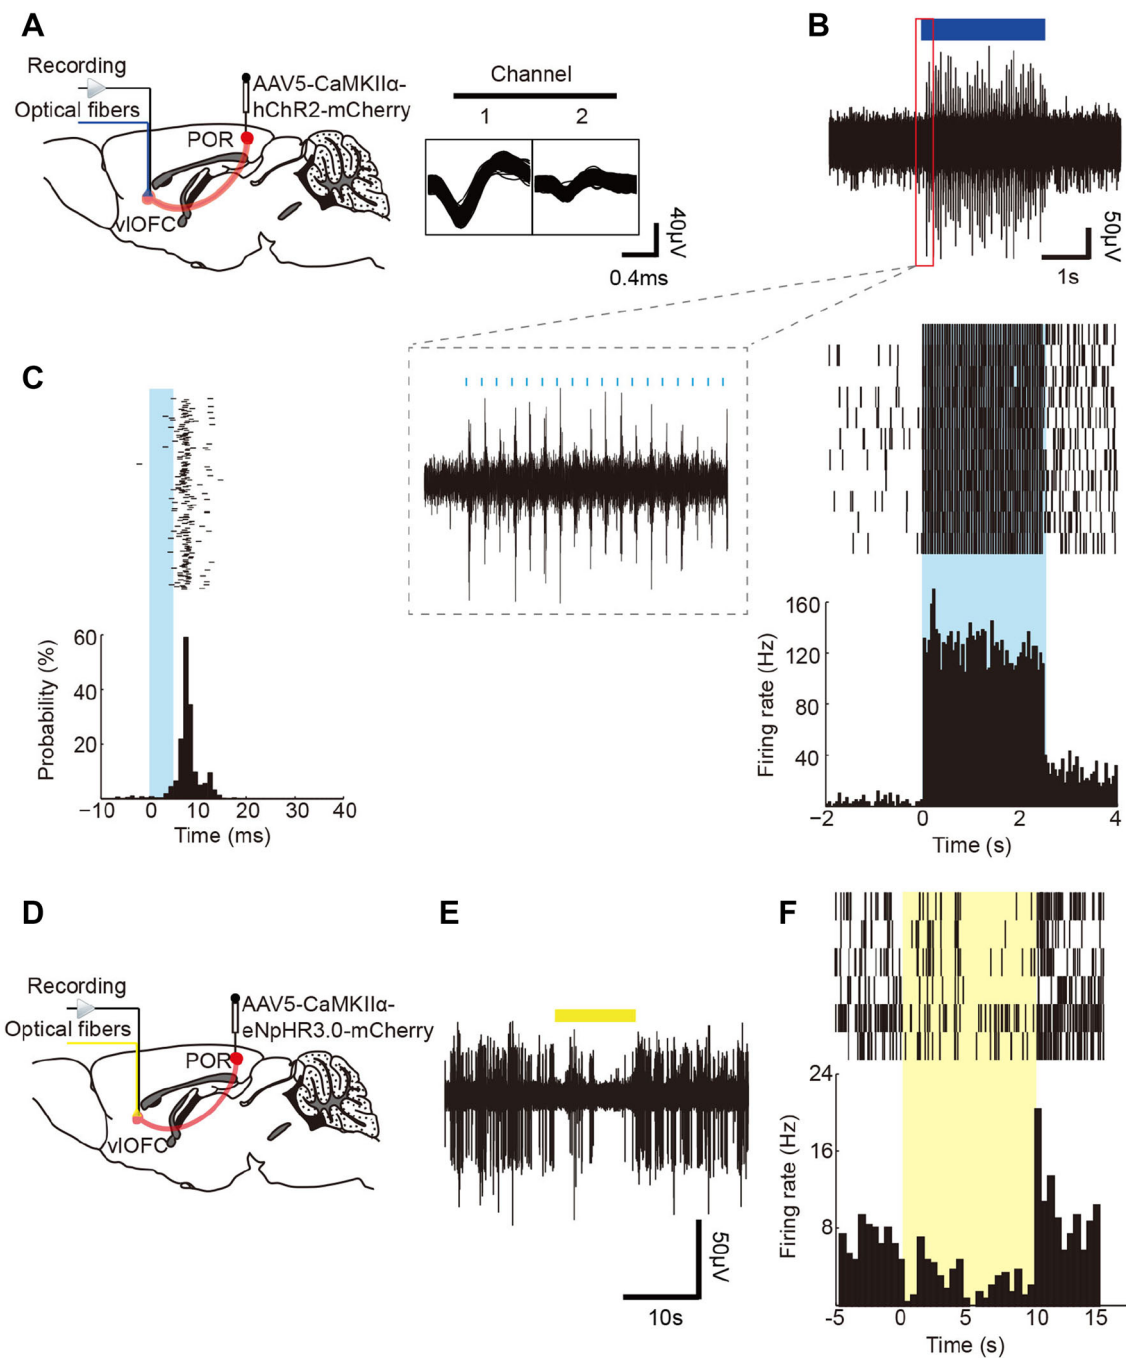 A
Recording
Optical fibers
AAV5-CaMKIIα-
hChR2-mCherry
POR
vlOFC
Channel
1 2
40μV
0.4ms
B
50μV
1s
C
60
40
20
Probability (%)
−10 0 10 20 30 40
Time (ms)
160
120
80
40
Firing rate (Hz)
−2 0 2 4
Time (s)
D
Recording
Optical fibers
AAV5-CaMKIIα-
eNpHR3.0-mCherry
POR
vlOFC
E
50μV
10s
F
24
16
8
Firing rate (Hz)
-5 0 5 10 15
Time (s)